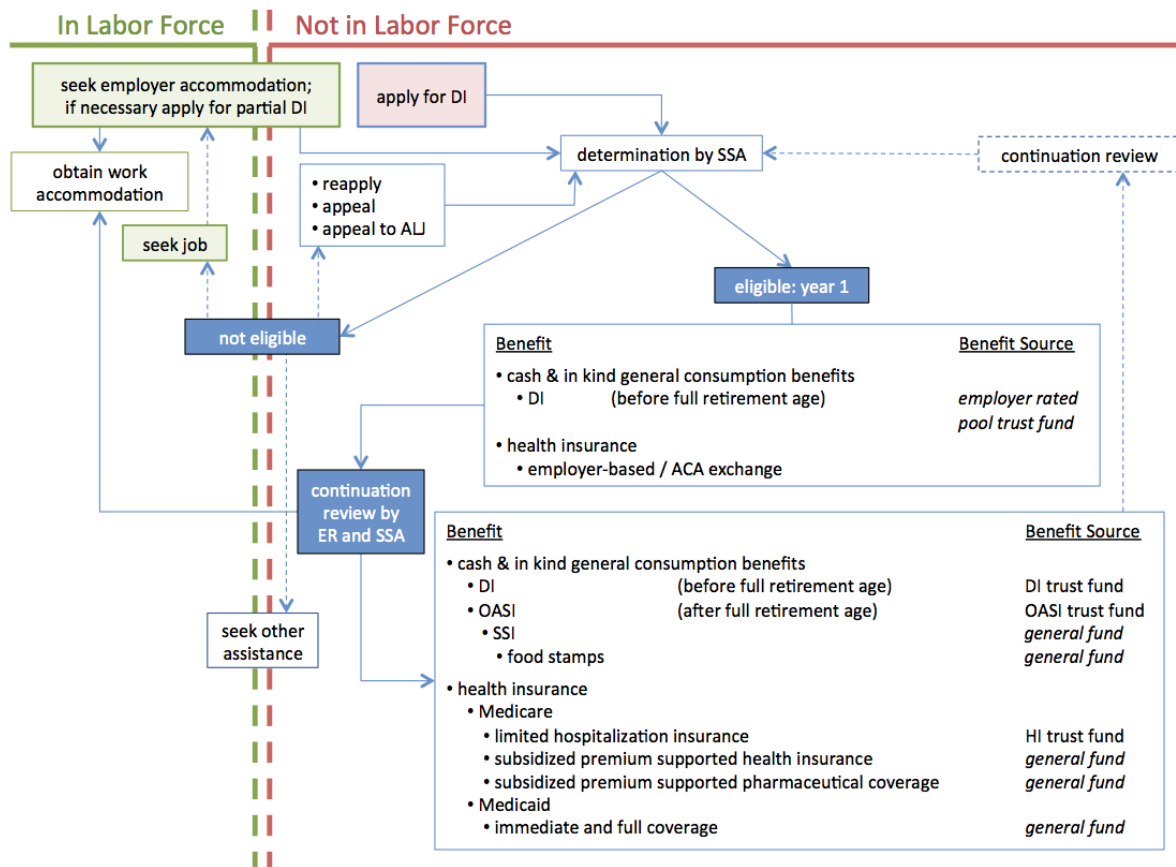 In Labor Force
Not in Labor Force
seek employer accommodation;
if necessary apply for partial DI
apply for DI
determination by SSA
continuation review
obtain work
accommodation
• reapply
• appeal
• appeal to ALJ
seek job
eligible: year 1
not eligible
Benefit Benefit Source
• cash & in kind general consumption benefits
• DI (before full retirement age) employer rated
pool trust fund
• health insurance
• employer-based / ACA exchange
continuation
review by
ER and SSA
Benefit Benefit Source
• cash & in kind general consumption benefits
• DI (before full retirement age) DI trust fund
• OASI (after full retirement age) OASI trust fund
• SSI general fund
• food stamps general fund
• health insurance
• Medicare
• limited hospitalization insurance HI trust fund
• subsidized premium supported health insurance general fund
• subsidized premium supported pharmaceutical coverage general fund
• Medicaid
• immediate and full coverage general fund
seek other
assistance